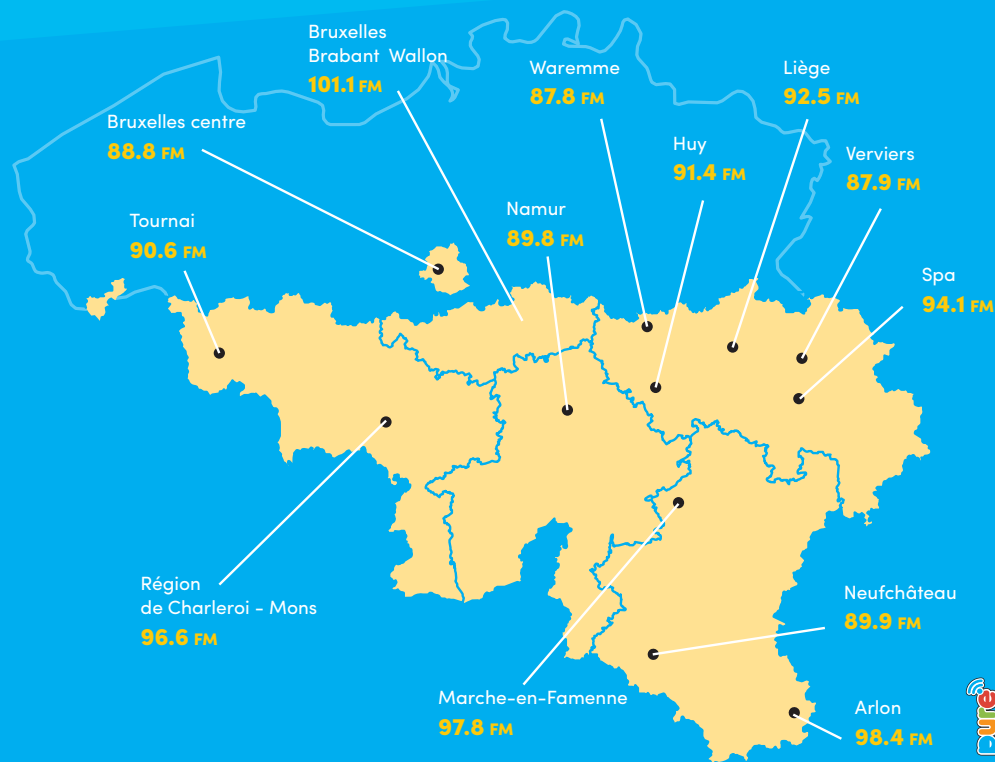 Bruxelles
Brabant Wallon
101.1 FM
Waremme
87.8 FM
Liège
92.5 FM
Bruxelles centre
88.8 FM
Huy
91.4 FM
Verviers
87.9 FM
Tournai
90.6 FM
Namur
89.8 FM
Spa
94.1 FM
Région
de Charleroi - Mons
96.6 FM
Neufchâteau
89.9 FM
Marche-en-Famenne
97.8 FM
Arlon
98.4 FM
pure